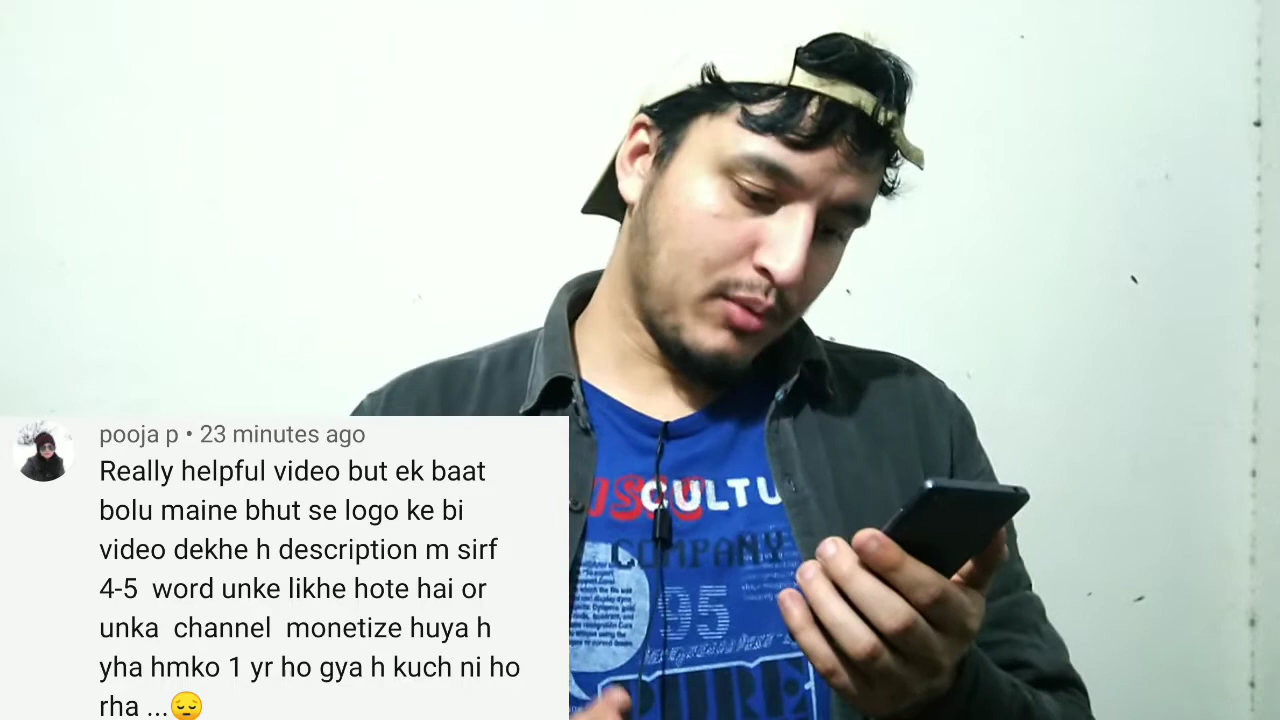 pooja p • 23 minutes ago
Really helpful video but ek baat
bolu maine bhut se logo ke bi
video dekhe h description m sirf
4-5 word unke likhe hote hai or
unka channel monetize huya h
yha hmko 1 yr ho gya h kuch ni ho
rha ...😔
CULTU
COMPANY
95